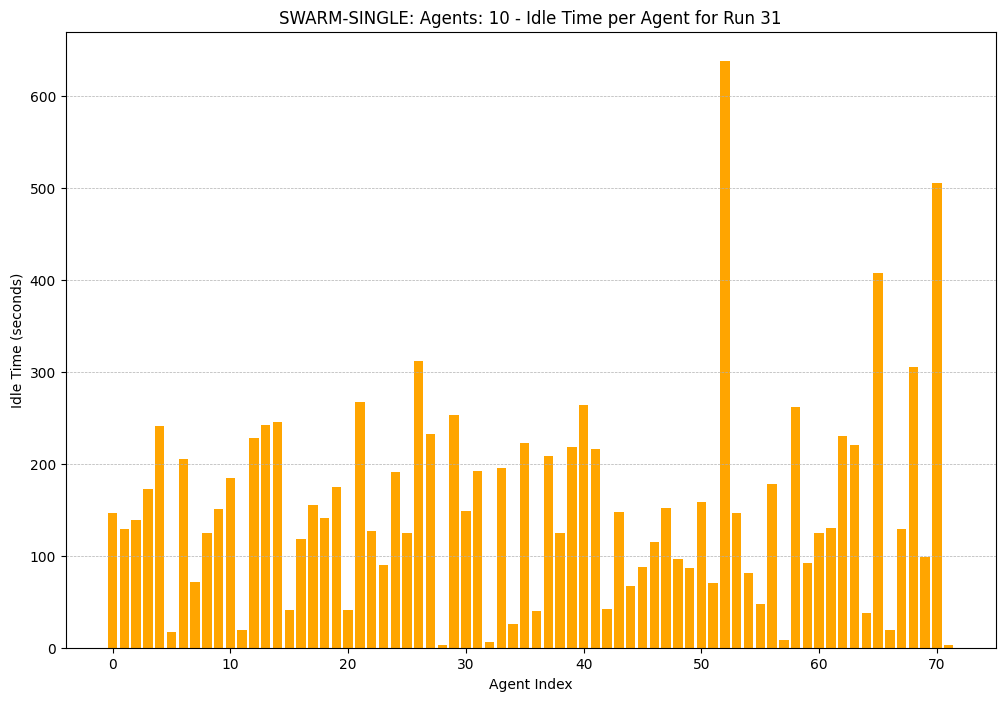 SWARM-SINGLE: Agents: 10 - Idle Time per Agent for Run 31
600
500
400
300
200
100
0
Idle Time (seconds)
0 10 20 30 40 50 60 70
Agent Index